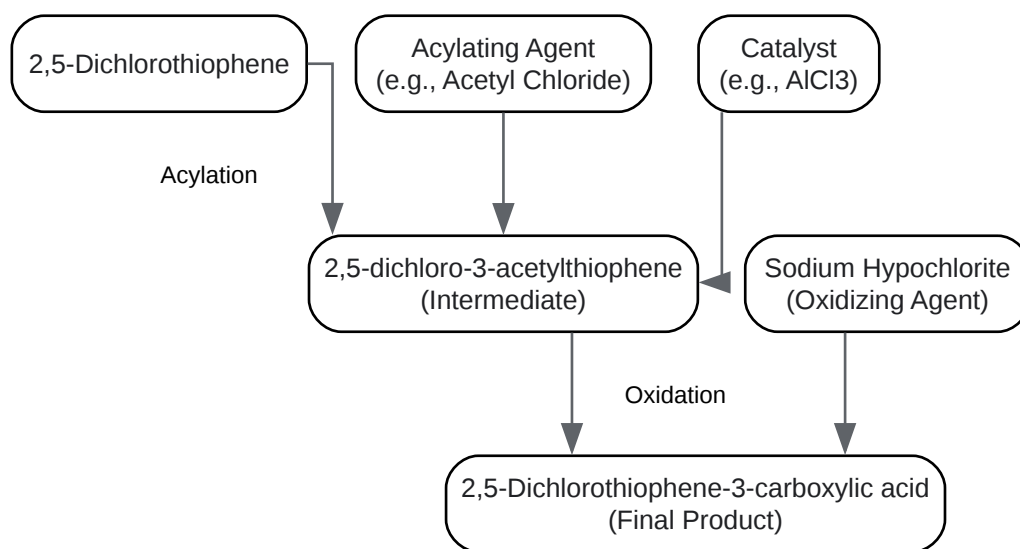 2,5-Dichlorothiophene
Acylating Agent
(e.g., Acetyl Chloride)
Catalyst
(e.g., AlCl3)
Acylation
2,5-dichloro-3-acetylthiophene
(Intermediate)
Sodium Hypochlorite
(Oxidizing Agent)
Oxidation
2,5-Dichlorothiophene-3-carboxylic acid
(Final Product)